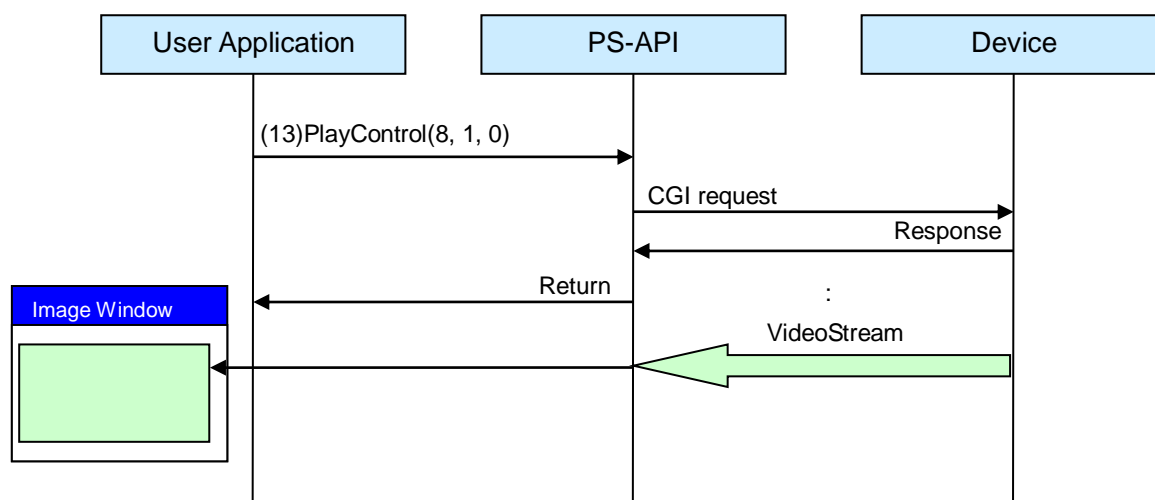 User Application
PS-API
Device
(13)PlayControl(8, 1, 0)
CGI request
Response
Return
:
Image Window
VideoStream